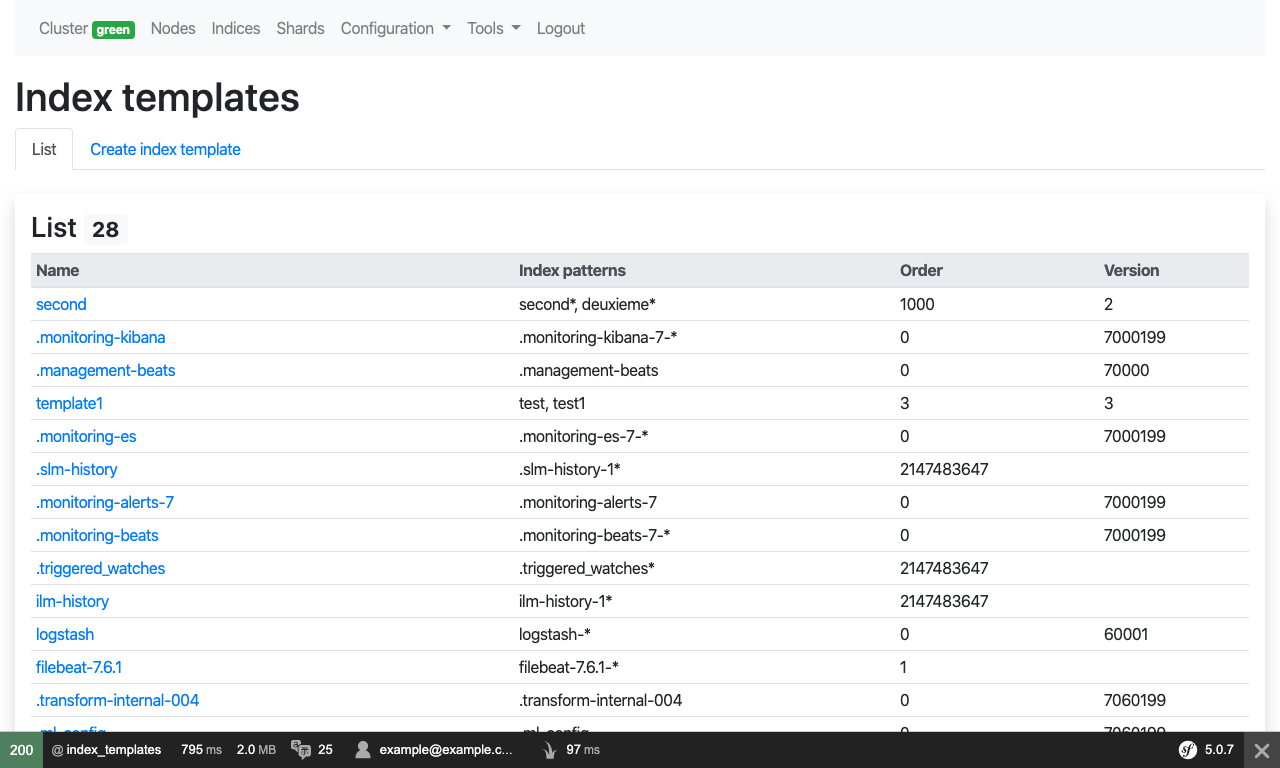 Cluster green Nodes Indices Shards Configuration Tools Logout
Index templates
List Create index template
List 28
Name Index patterns Order Version
second second*, deuxieme* 1000 2
.monitoring-kibana .monitoring-kibana-7-* 0 7000199
.management-beats .management-beats 0 70000
template1 test, test1 3 3
.monitoring-es .monitoring-es-7-* 0 7000199
.slm-history .slm-history-1* 2147483647
.monitoring-alerts-7 .monitoring-alerts-7 0 7000199
.monitoring-beats .monitoring-beats-7-* 0 7000199
.triggered_watches .triggered_watches* 2147483647
ilm-history ilm-history-1* 2147483647
logstash logstash-* 0 60001
filebeat-7.6.1 filebeat-7.6.1-* 1
.transform-internal-004 .transform-internal-004 0 7060199
.ml-config .ml-config 0 7060199
200 @ index_templates 795 ms 2.0 MB 25 example@example.c... 97 ms sf 5.0.7